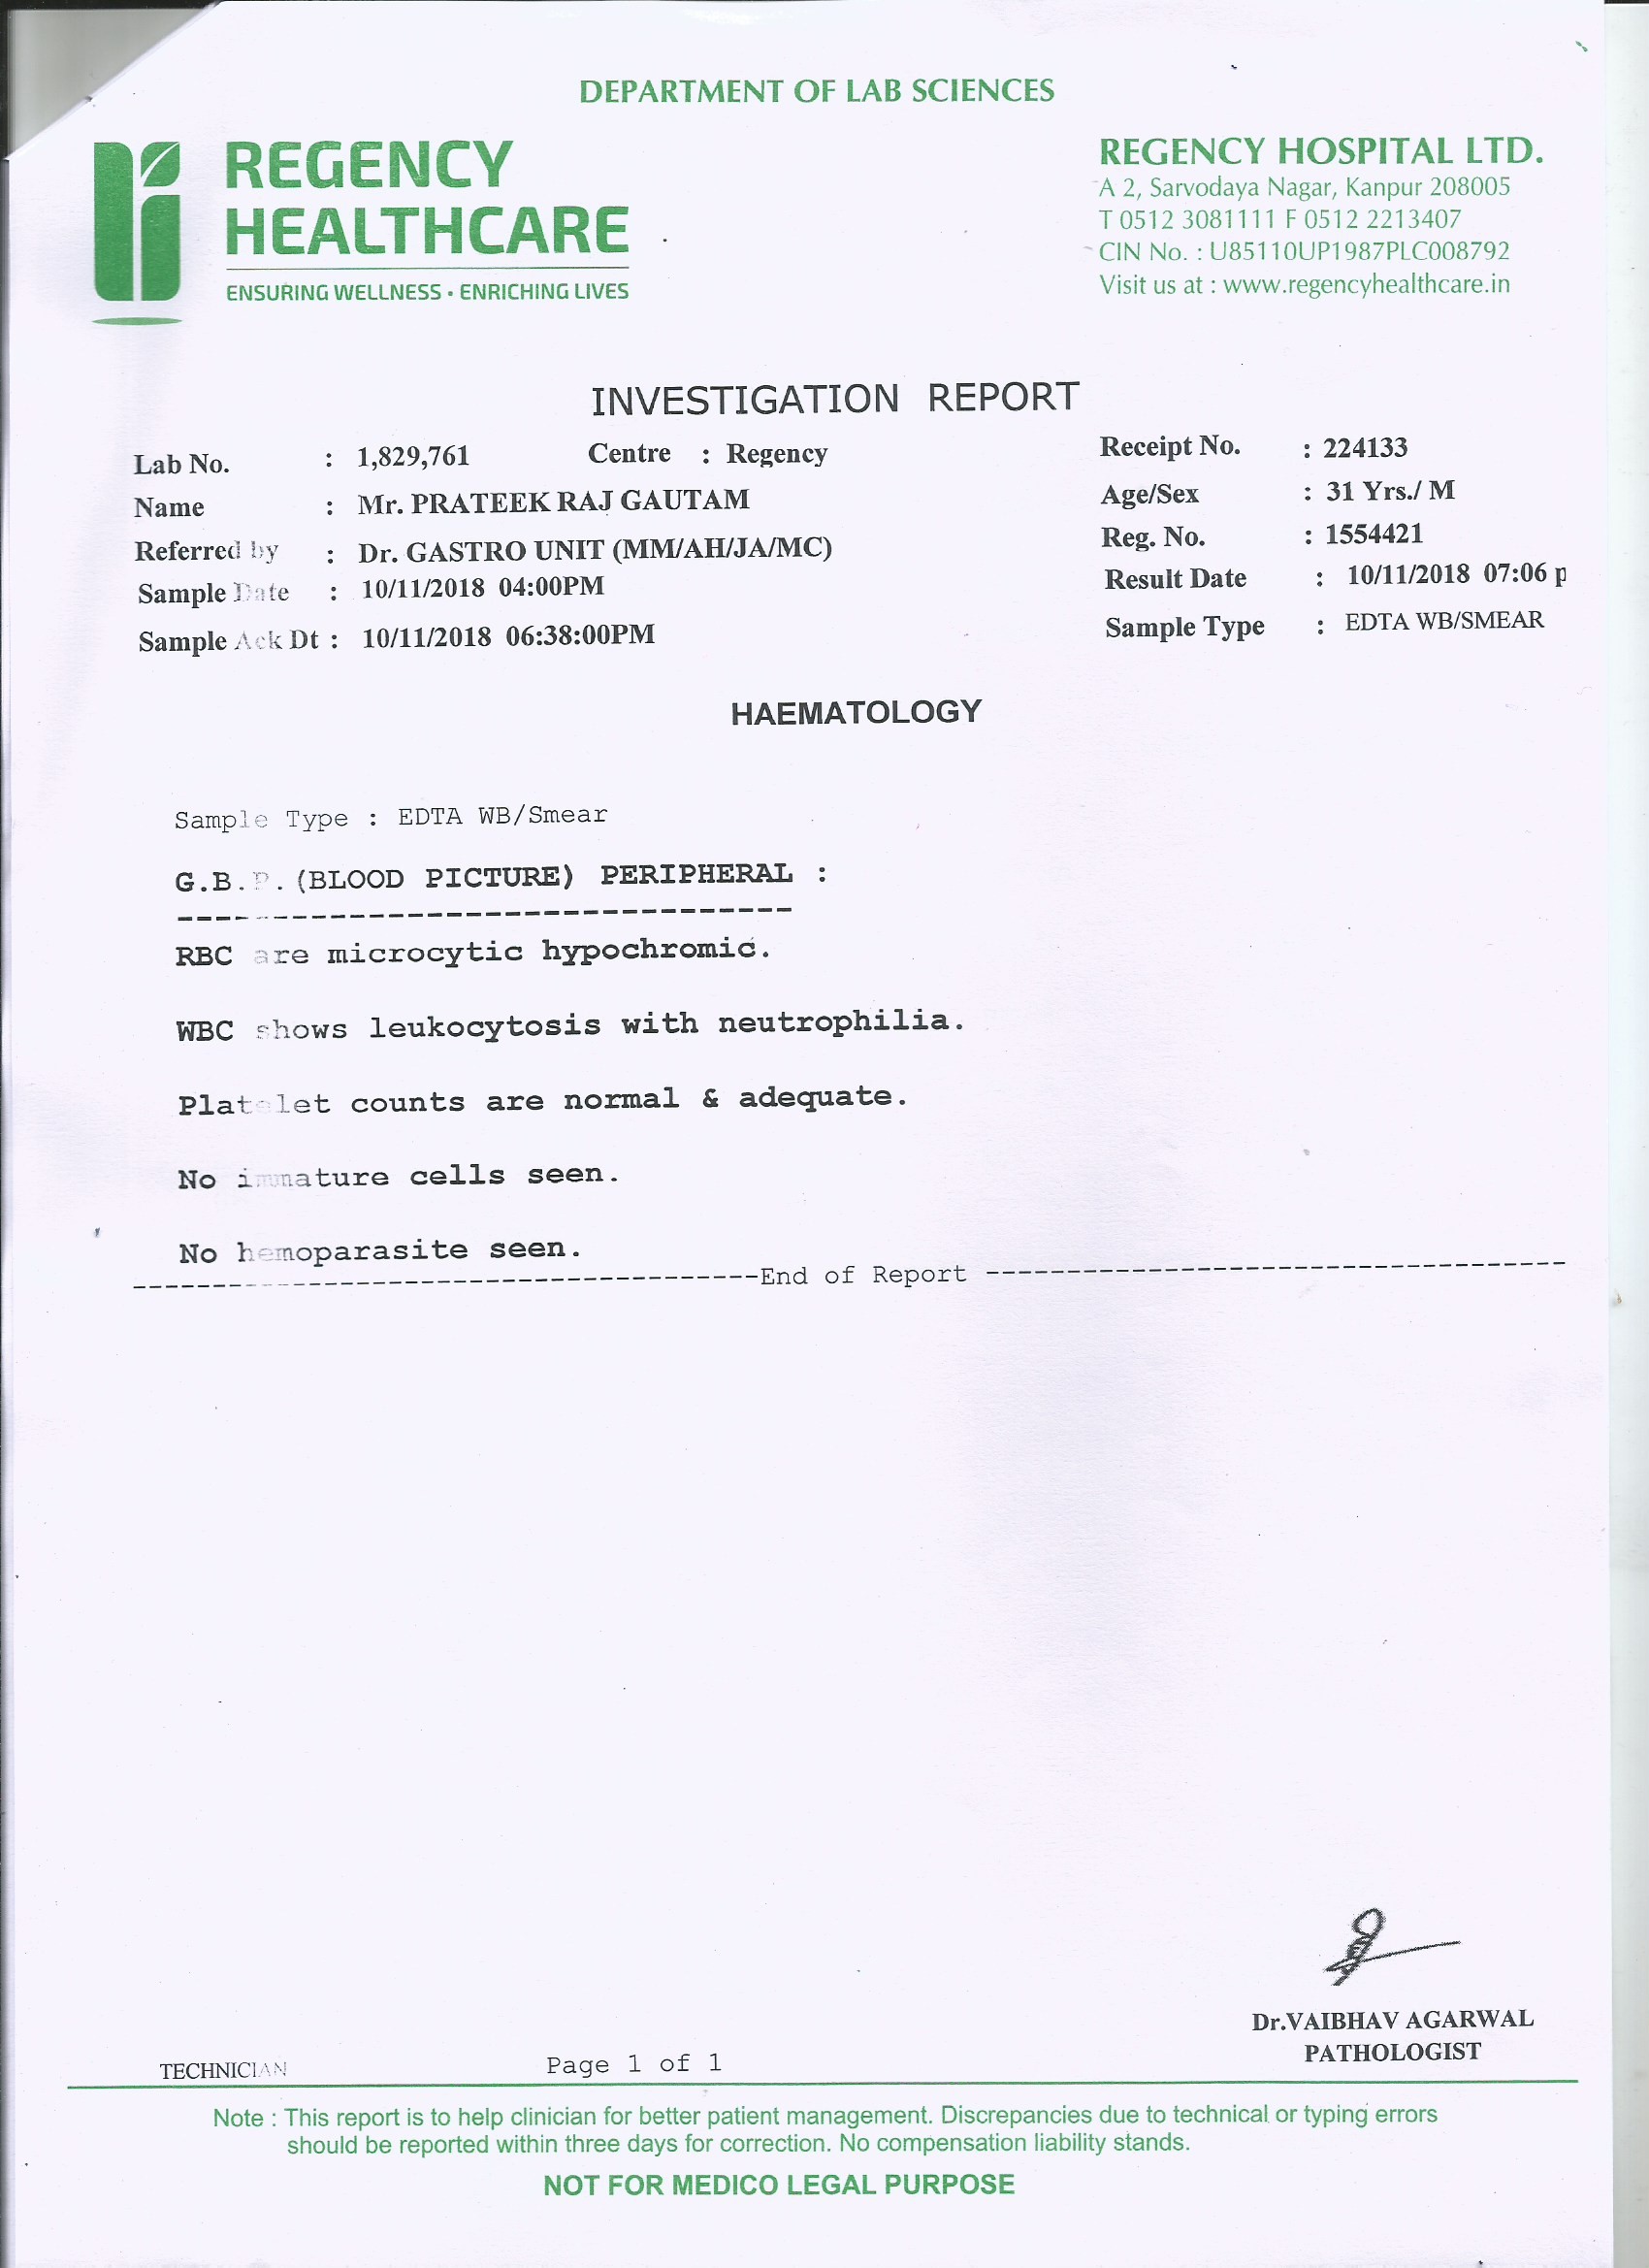 DEPARTMENT OF LAB SCIENCES
REGENCY
HEALTHCARE
ENSURING WELLNESS • ENRICHING LIVES
REGENCY HOSPITAL LTD.
A 2, Sarvodaya Nagar, Kanpur 208005
T 0512 3081111 F 0512 2213407
CIN No. : U85110UP1987PLC008792
Visit us at : www.regencyhealthcare.in
INVESTIGATION REPORT
Lab No. : 1,829,761 Centre : Regency Receipt No. : 224133
Name : Mr. PRATEEK RAJ GAUTAM Age/Sex : 31 Yrs./ M
Referred by : Dr. GASTRO UNIT (MM/AH/JA/MC) Reg. No. : 1554421
Sample Date : 10/11/2018 04:00PM Result Date : 10/11/2018 07:06 p
Sample Ack Dt : 10/11/2018 06:38:00PM Sample Type : EDTA WB/SMEAR
HAEMATOLOGY
Sample Type : EDTA WB/Smear
G.B.P.(BLOOD PICTURE) PERIPHERAL :
RBC are microcytic hypochromic.
WBC shows leukocytosis with neutrophilia.
Platelet counts are normal & adequate.
No immature cells seen.
No hemoparasite seen.
End of Report
Dr.VAIBHAV AGARWAL
PATHOLOGIST
TECHNICIAN Page 1 of 1
Note : This report is to help clinician for better patient management. Discrepancies due to technical or typing errors
should be reported within three days for correction. No compensation liability stands.
NOT FOR MEDICO LEGAL PURPOSE